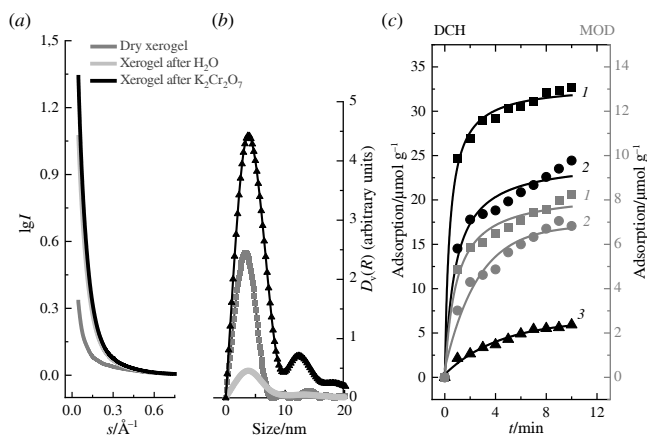 (a)
(b)
(c)
Dry xerogel
Xerogel after H2O
Xerogel after K2Cr2O7
lgI
1.5
1.2
0.9
0.6
0.3
0.0
0.0
0.3
0.6
s/Å⁻¹
5
4
3
2
1
0
Dv(R) (arbitrary units)
0
10
20
Size/nm
DCH
MOD
Adsorption/μmol g⁻¹
35
30
25
20
15
10
5
0
14
12
10
8
6
4
2
0
Adsorption/μmol g⁻¹
1
2
1
2
3
0
4
8
12
t/min